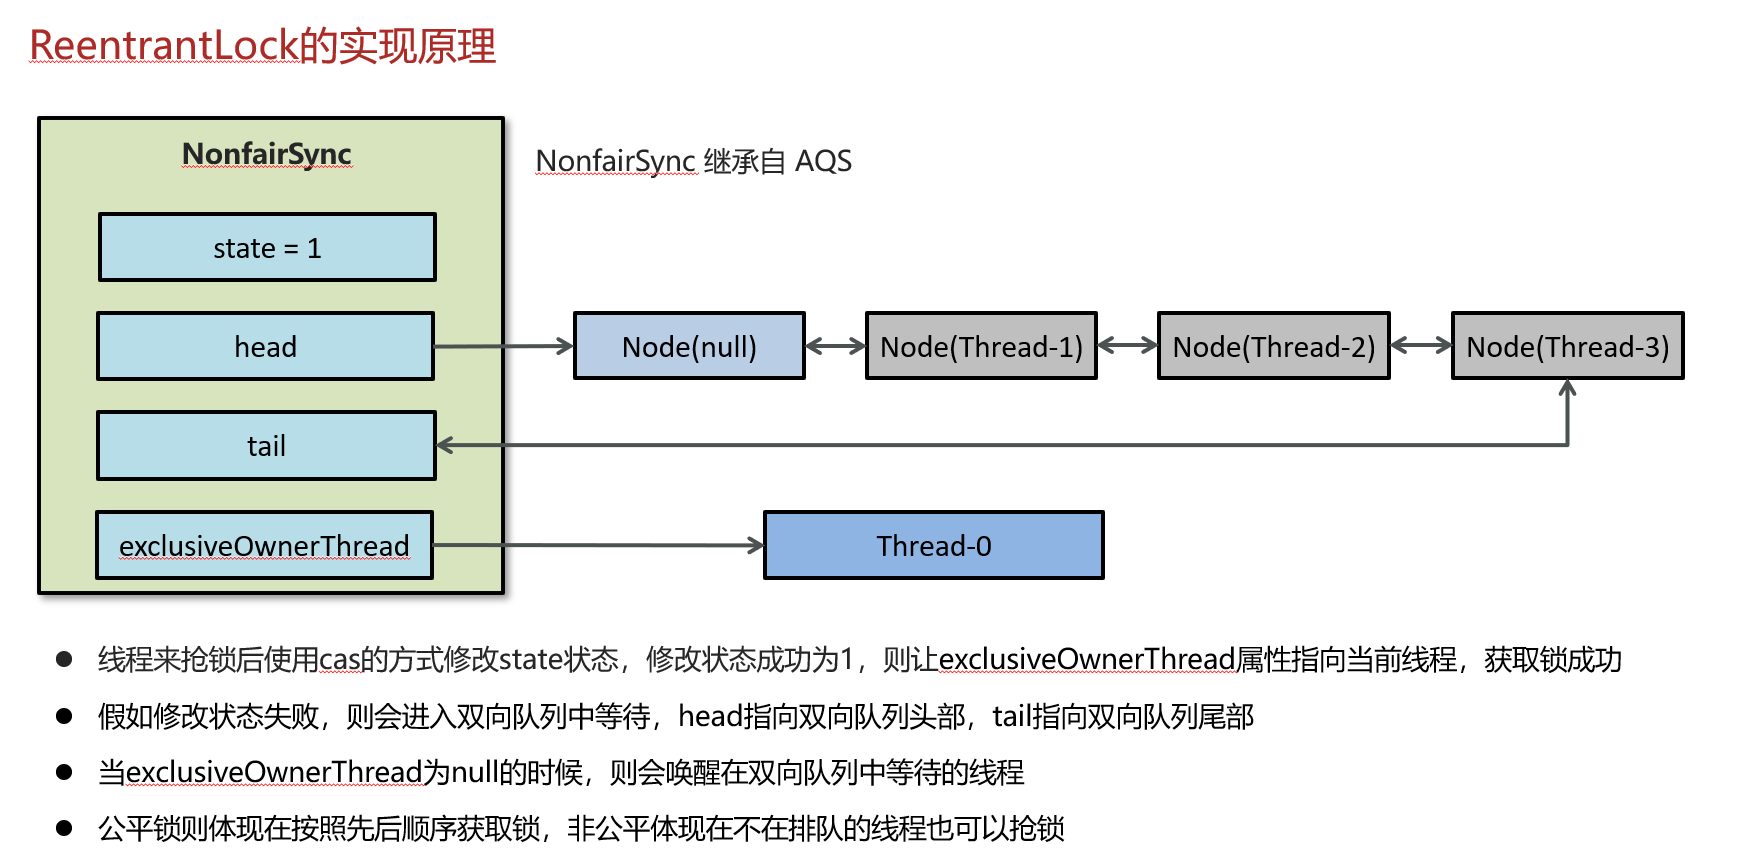 ReentrantLock的实现原理
NonfairSync
NonfairSync 继承自 AQS
state = 1
head
Node(null)
Node(Thread-1)
Node(Thread-2)
Node(Thread-3)
tail
exclusiveOwnerThread
Thread-0
● 线程来抢锁后使用cas的方式修改state状态，修改状态成功为1，则让exclusiveOwnerThread属性指向当前线程，获取锁成功
● 假如修改状态失败，则会进入双向队列中等待，head指向双向队列头部，tail指向双向队列尾部
● 当exclusiveOwnerThread为null的时候，则会唤醒在双向队列中等待的线程
● 公平锁则体现在按照先后顺序获取锁，非公平体现在不在排队的线程也可以抢锁